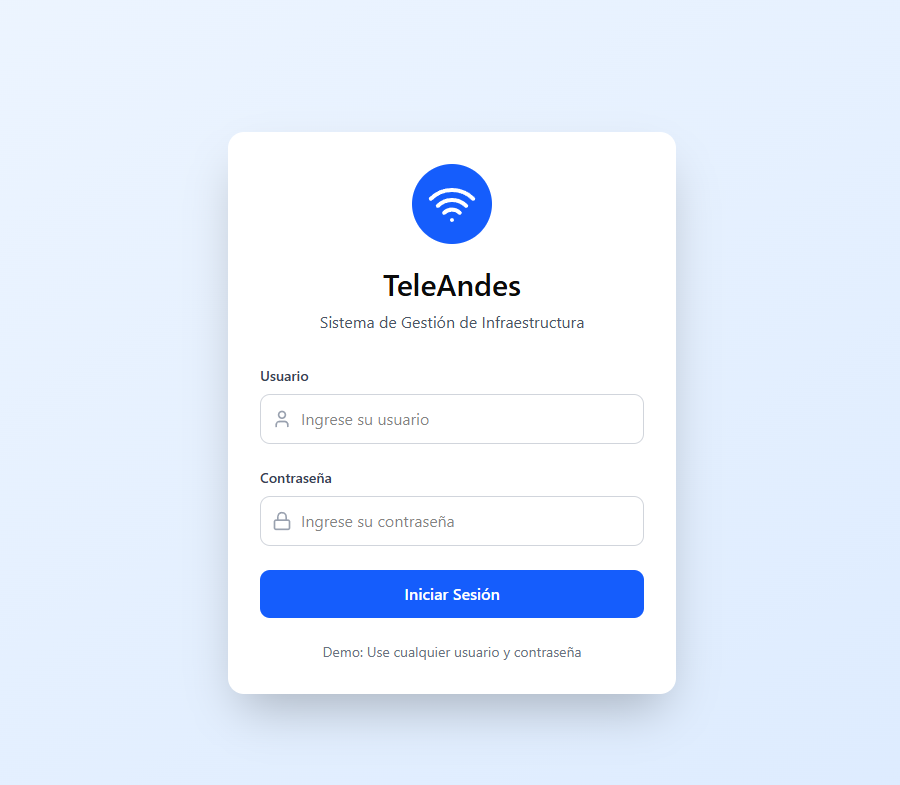 TeleAndes
Sistema de Gestión de Infraestructura
Usuario
Ingrese su usuario
Contraseña
Ingrese su contraseña
Iniciar Sesión
Demo: Use cualquier usuario y contraseña